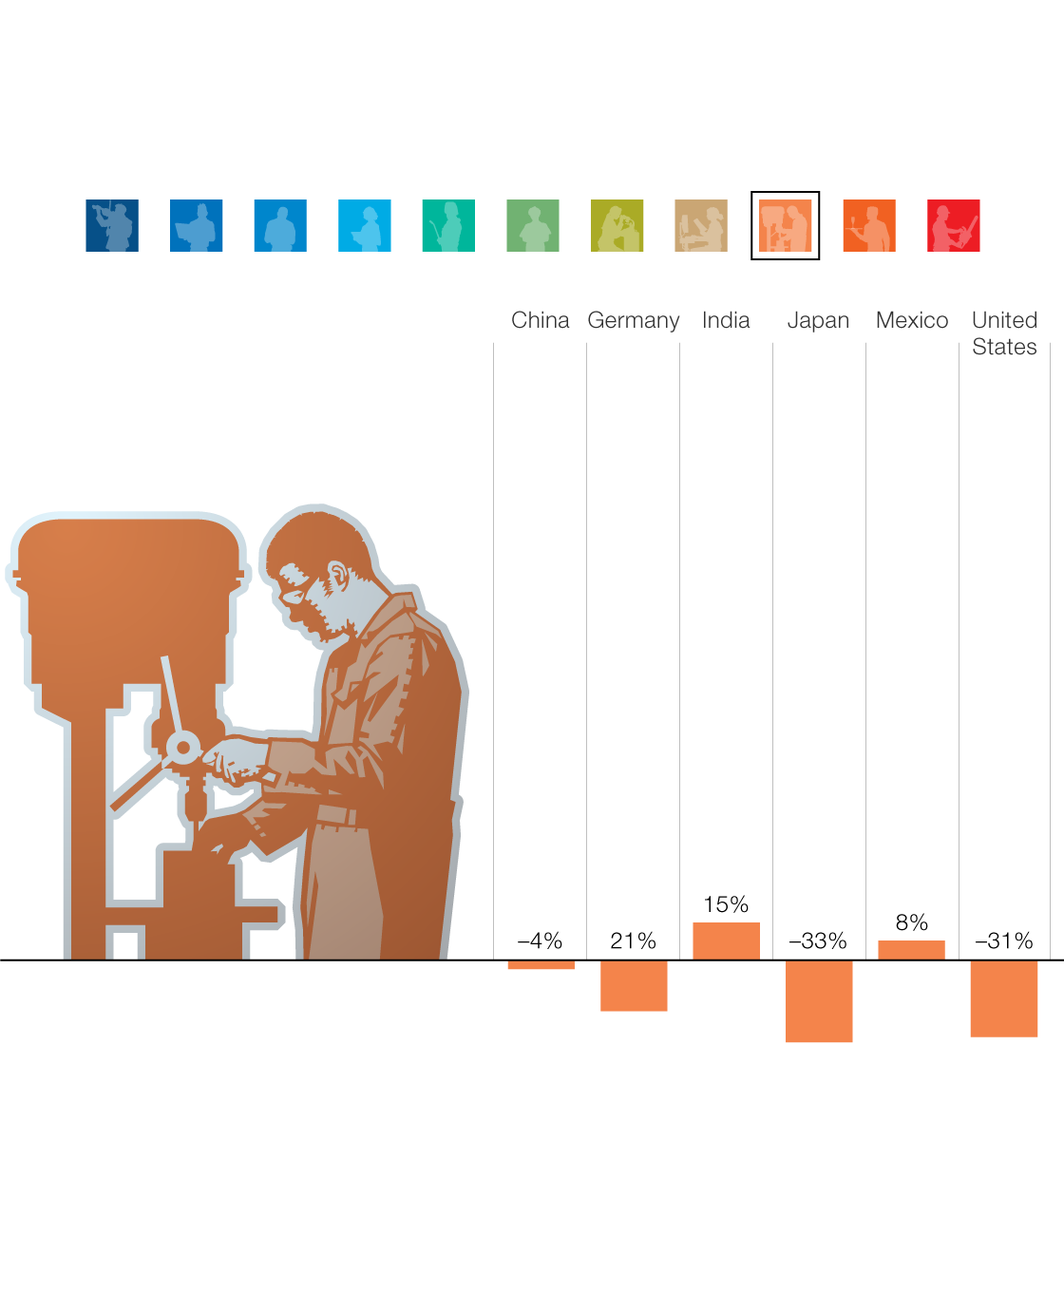 China Germany India Japan Mexico United
States
15%
8%
–4% 21% –33% –31%